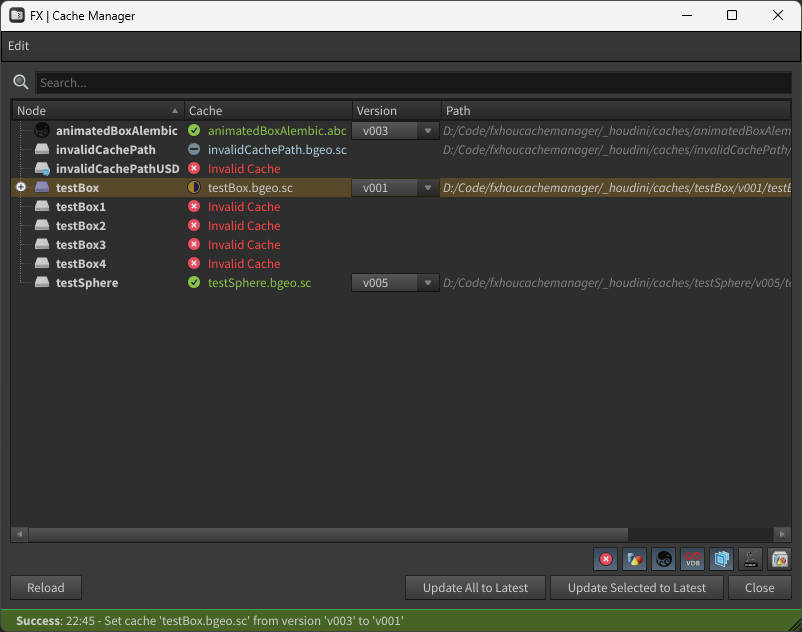 FX | Cache Manager
Edit
Search...
Node Cache Version Path
animatedBoxAlembic animatedBoxAlembic.abc v003 D:/Code/fxhoucachemanager/_houdini/caches/animatedBoxAlem
invalidCachePath invalidCachePath.bgeo.sc D:/Code/fxhoucachemanager/_houdini/caches/invalidCachePath/
invalidCachePathUSD Invalid Cache
testBox testBox.bgeo.sc v001 D:/Code/fxhoucachemanager/_houdini/caches/testBox/v001/testB
testBox1 Invalid Cache
testBox2 Invalid Cache
testBox3 Invalid Cache
testBox4 Invalid Cache
testSphere testSphere.bgeo.sc v005 D:/Code/fxhoucachemanager/_houdini/caches/testSphere/v005/te
VDB
Reload Update All to Latest Update Selected to Latest Close
Success: 22:45 - Set cache 'testBox.bgeo.sc' from version 'v003' to 'v001'